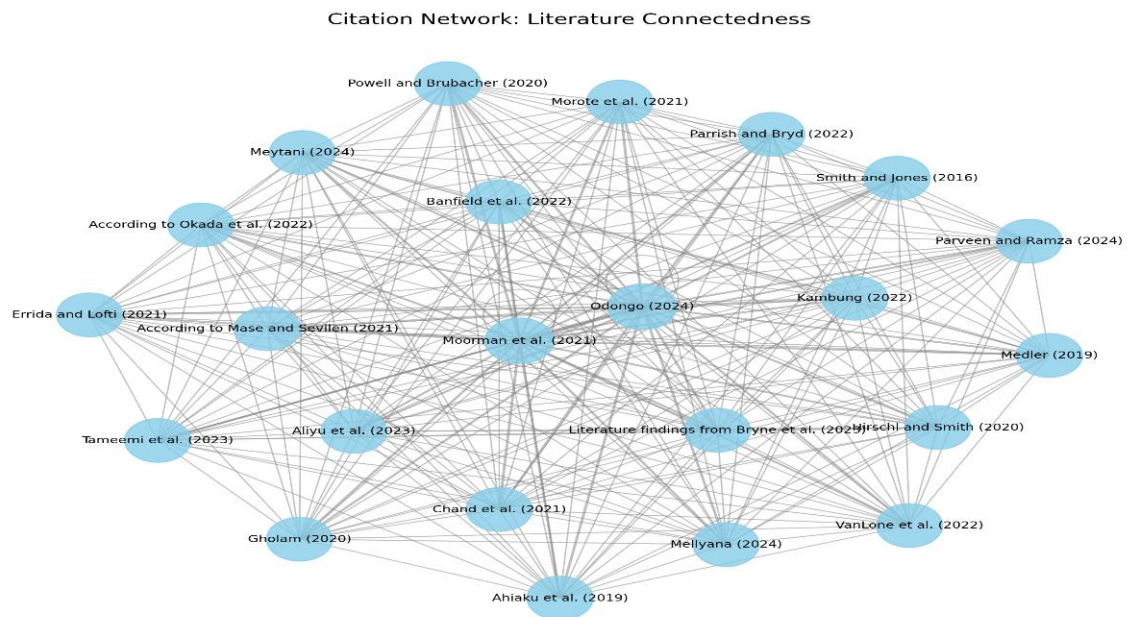 Citation Network: Literature Connectedness
Powell and Brubacher (2020)
Morote et al. (2021)
Parrish and Bryd (2022)
Meytani (2024)
Smith and Jones (2016)
Banfield et al. (2022)
According to Okada et al. (2022)
Parveen and Ramza (2024)
Kambung (2022)
Odongo (2024)
Errida and Lofti (2021)
According to Mase and Sevilen (2021)
Moorman et al. (2021)
Medler (2019)
Aliyu et al. (2023)
Literature findings from Bryne et al.
Hirschl and Smith (2020)
Tameemi et al. (2023)
Chand et al. (2021)
VanLone et al. (2022)
Gholam (2020)
Mellyana (2024)
Ahiaku et al. (2019)